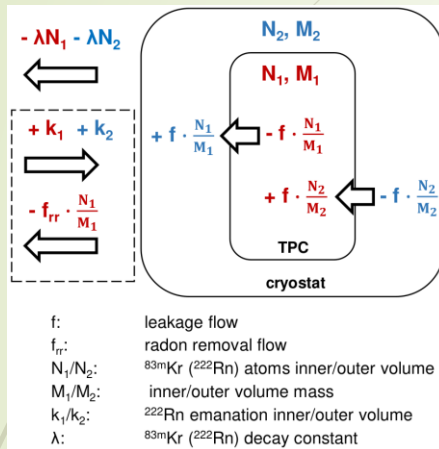 - λN₁ - λN₂
N₂, M₂
N₁, M₁
+ k₁ + k₂
+ f · N₁/M₁
- f · N₁/M₁
- fᵣᵣ · N₁/M₁
+ f · N₂/M₂
- f · N₂/M₂
TPC
cryostat
f: leakage flow
fᵣᵣ: radon removal flow
N₁/N₂: ⁸³ᵐKr (²²²Rn) atoms inner/outer volume
M₁/M₂: inner/outer volume mass
k₁/k₂: ²²²Rn emanation inner/outer volume
λ: ⁸³ᵐKr (²²²Rn) decay constant